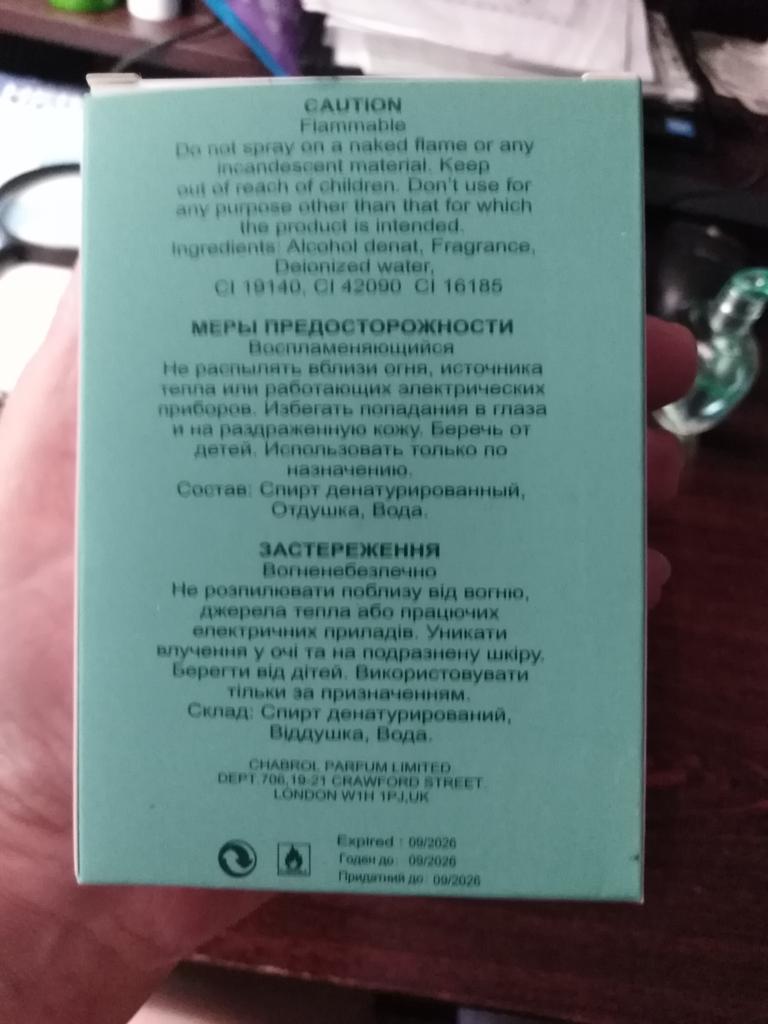 CAUTION
Flammable
Do not spray on a naked flame or any
incandescent material. Keep
out of reach of children. Don't use for
any purpose other than that for which
the product is intended.
Ingredients: Alcohol denat, Fragrance,
Deionized water,
CI 19140, CI 42090 CI 16185
МЕРЫ ПРЕДОСТОРОЖНОСТИ
Воспламеняющийся
Не распылять вблизи огня, источника
тепла или работающих электрических
приборов. Избегать попадания в глаза
и на раздраженную кожу. Беречь от
детей. Использовать только по
назначению.
Состав: Спирт денатурированный,
Отдушка, Вода.
ЗАСТЕРЕЖЕННЯ
Вогненебезпечно
Не розпилювати поблизу від вогню,
джерела тепла або працюючих
електричних приладів. Уникати
влучення у очі та на подразнену шкіру.
Берегти від дітей. Використовувати
тільки за призначенням.
Склад: Спирт денатурирований,
Віддушка, Вода.
CHABROL PARFUM LIMITED
DEPT.706,19-21 CRAWFORD STREET
LONDON W1H 1PJ,UK
Expired : 09/2026
Годен до: 09/2026
Придатний до: 09/2026